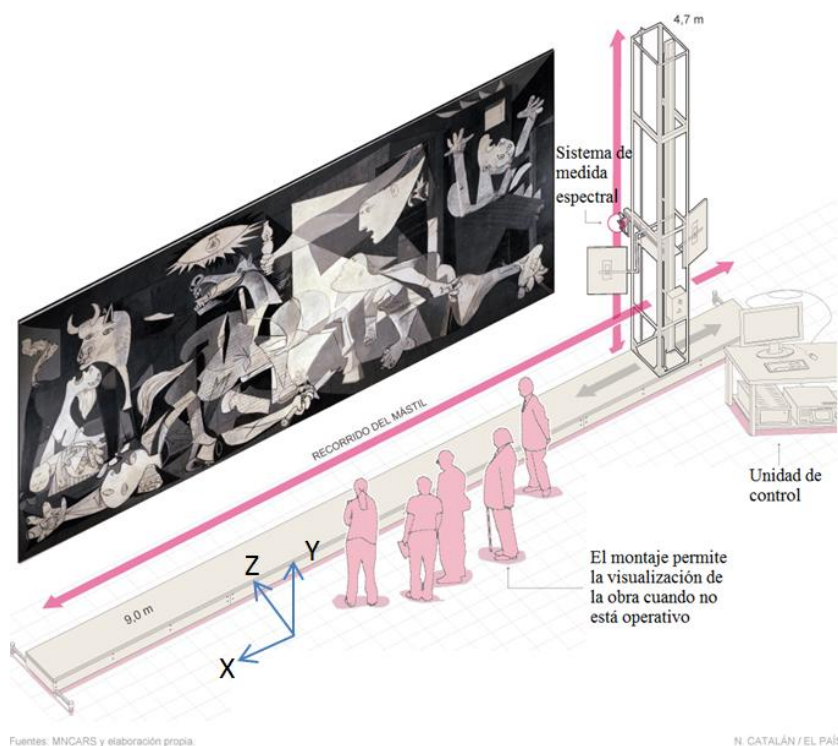 4,7 m
Sistema de
medida
espectral
RECORRIDO DEL MÁSTIL
Unidad de
control
El montaje permite
la visualización de
la obra cuando no
está operativo
9,0 m
Z
Y
X
Fuentes: MNCARS y elaboración propia.
N. CATALÁN / EL PAÍS